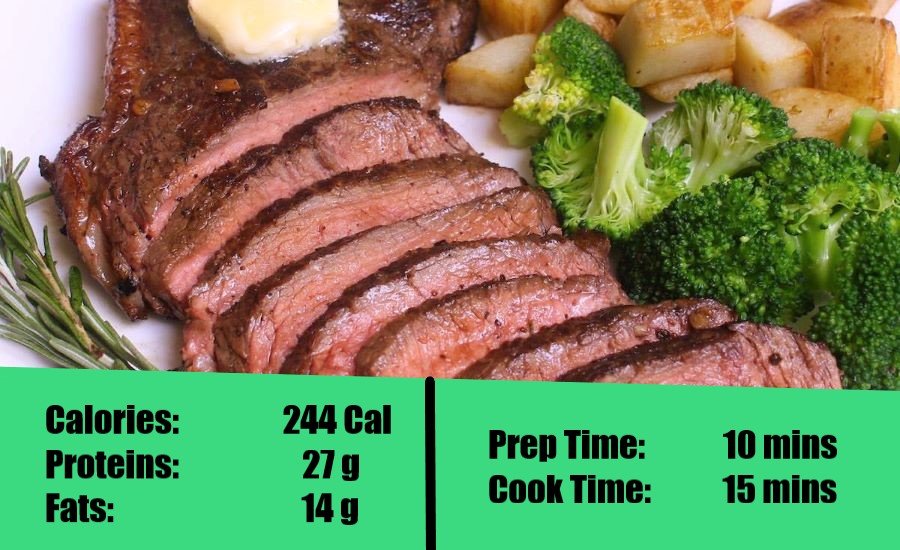 Calories: 244 Cal
Proteins: 27 g
Fats: 14 g
Prep Time: 10 mins
Cook Time: 15 mins